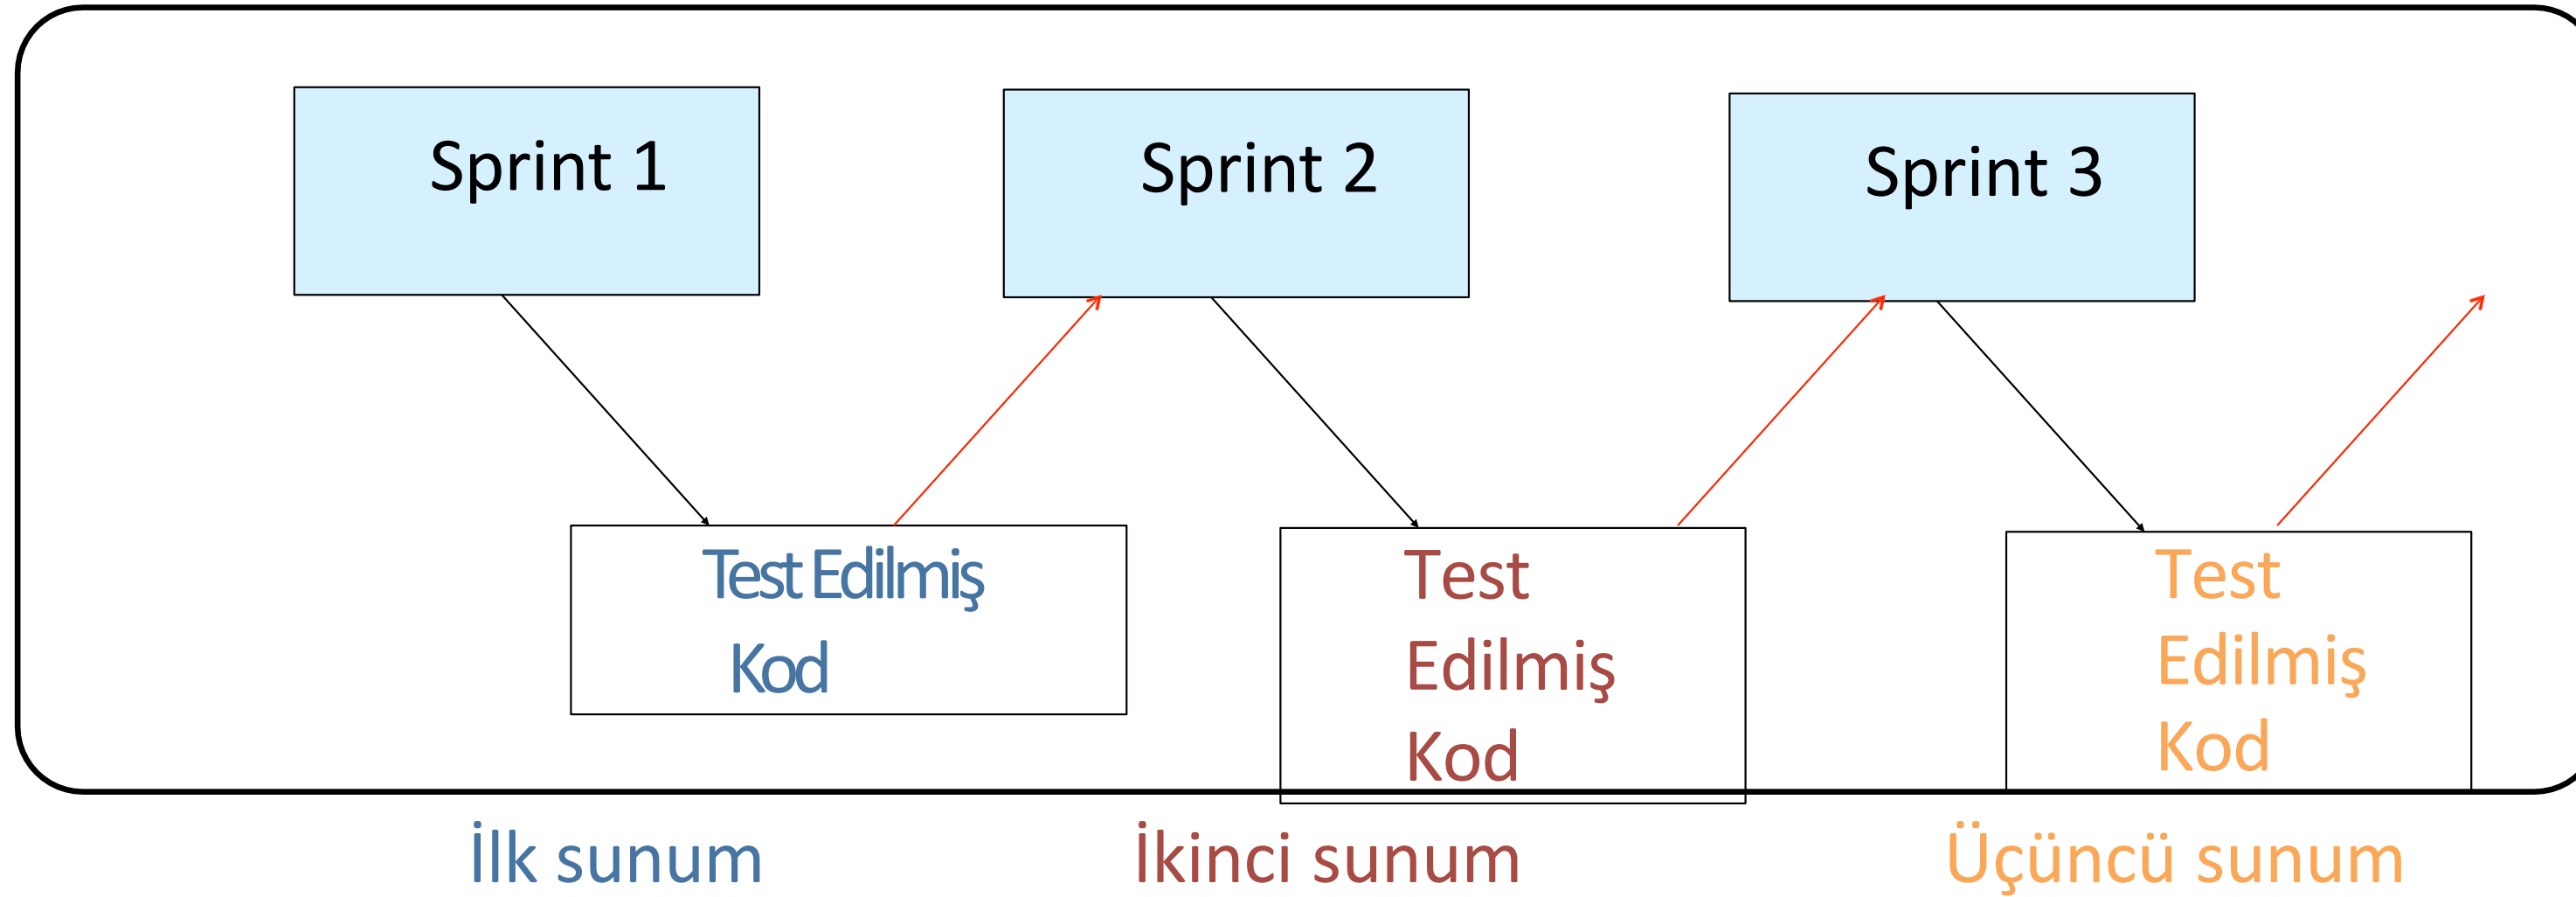 Sprint 1
Sprint 2
Sprint 3
Test Edilmiş
Kod
Test
Edilmiş
Kod
Test
Edilmiş
Kod
İlk sunum
İkinci sunum
Üçüncü sunum